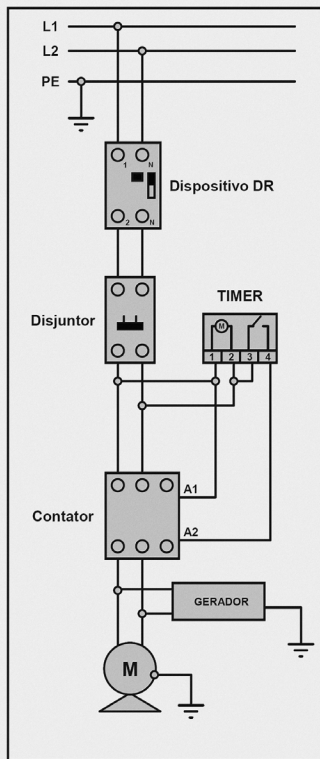 L1
L2
PE
1 N
Dispositivo DR
2 N
TIMER
M
Disjuntor
1 2 3 4
A1
Contator
A2
GERADOR
M